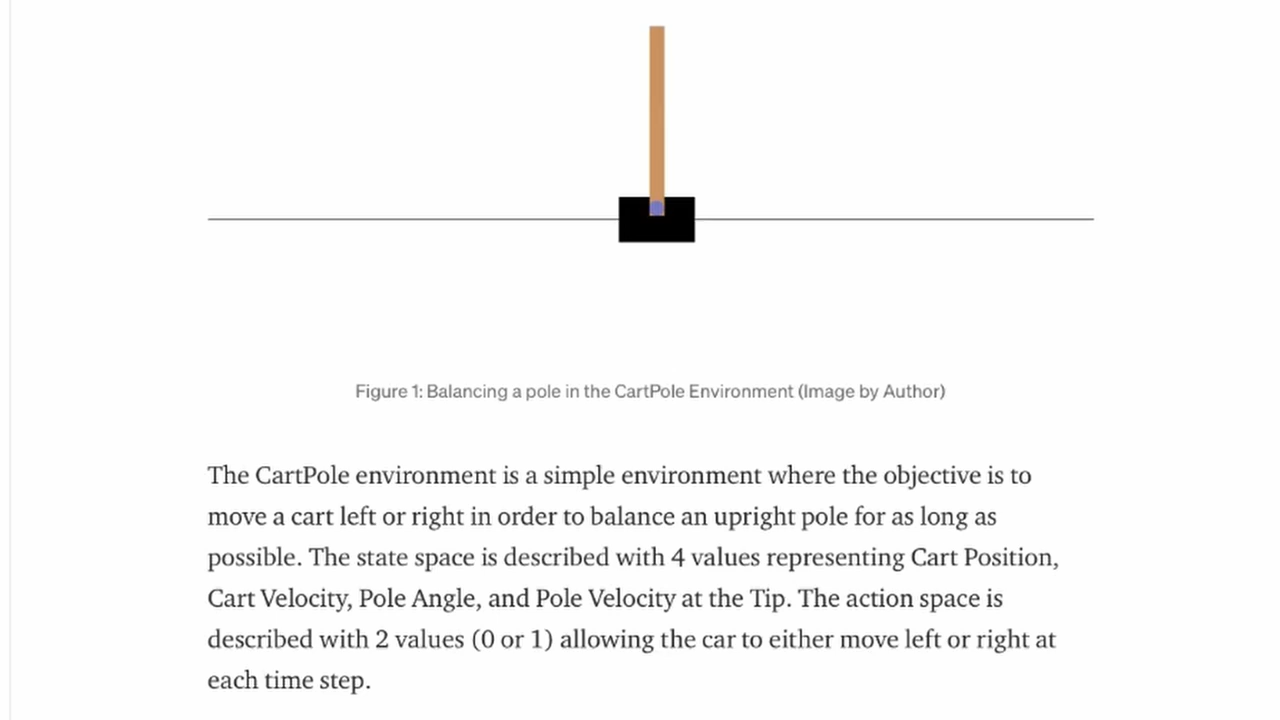 Figure 1: Balancing a pole in the CartPole Environment (Image by Author)
The CartPole environment is a simple environment where the objective is to
move a cart left or right in order to balance an upright pole for as long as
possible. The state space is described with 4 values representing Cart Position,
Cart Velocity, Pole Angle, and Pole Velocity at the Tip. The action space is
described with 2 values (0 or 1) allowing the car to either move left or right at
each time step.